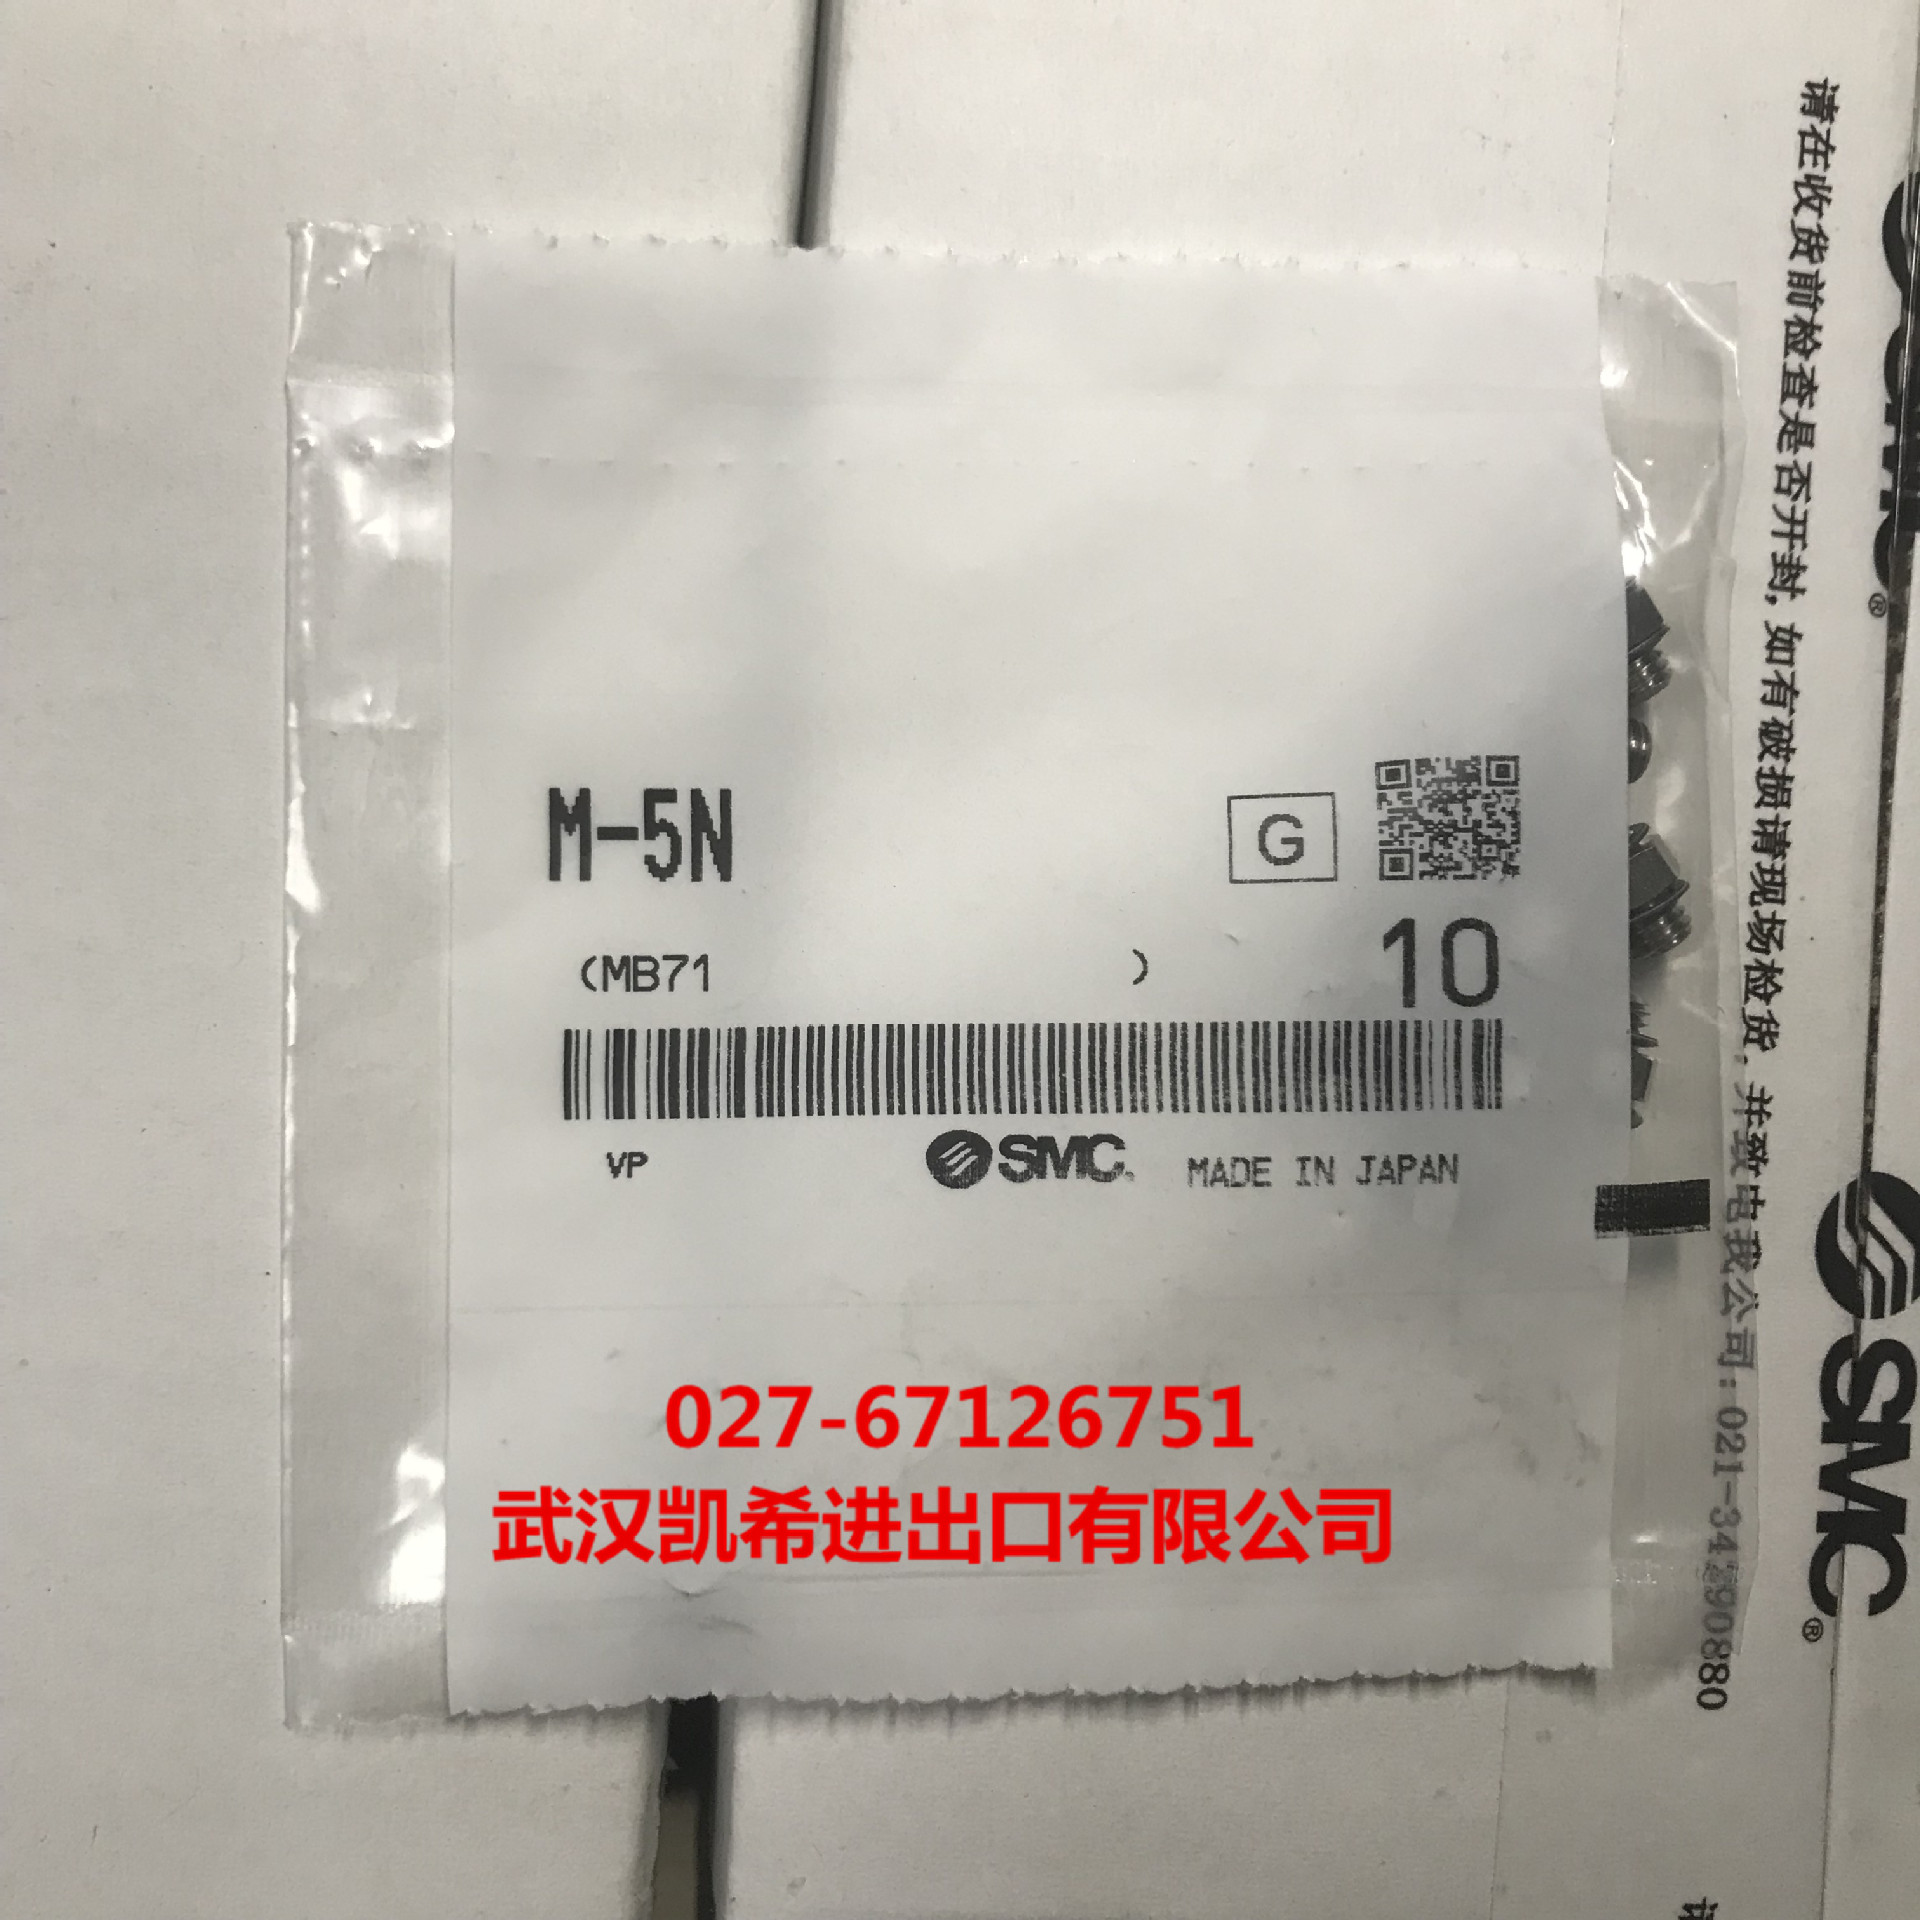 M-5N
G
(MB71 )
10
VP
SMC MADE IN JAPAN
027-67126751
武汉凯希进出口有限公司
请在收货前检查是否开封, 如有破损请现场检货, 并致电我公司:
SMC®
SMC®
请